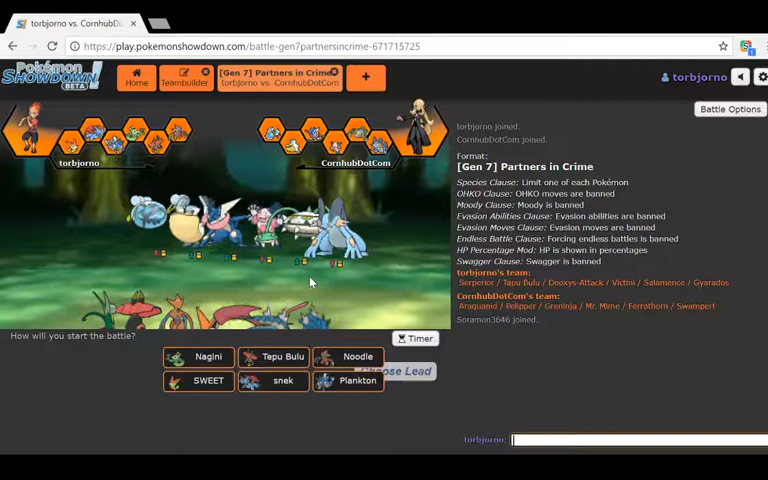 torbjorno vs. CornhubD
https://play.pokemonshowdown.com/battle-gen7partnersincrime-671715725
Pokémon
SHOWDOWN!
BETA
Home
Teambuilder
[Gen 7] Partners in Crime
torbjorno vs. CornhubDotCom
+
torbjorno
Battle Options
torbjorno
CornhubDotCom
torbjorno joined.
CornhubDotCom joined.
Format:
[Gen 7] Partners in Crime
Species Clause: Limit one of each Pokémon
OHKO Clause: OHKO moves are banned
Moody Clause: Moody is banned
Evasion Abilities Clause: Evasion abilities are banned
Evasion Moves Clause: Evasion moves are banned
Endless Battle Clause: Forcing endless battles is banned
HP Percentage Mod: HP is shown in percentages
Swagger Clause: Swagger is banned
torbjorno's team:
Serperior / Tapu Bulu / Deoxys-Attack / Victini / Salamence / Gyarados
CornhubDotCom's team:
Araquanid / Pelipper / Greninja / Mr. Mime / Ferrothorn / Swampert
Soramon3646 joined.
How will you start the battle?
Timer
Nagini
Tepu Bulu
Noodle
SWEET
snek
Plankton
Choose Lead
torbjorno: